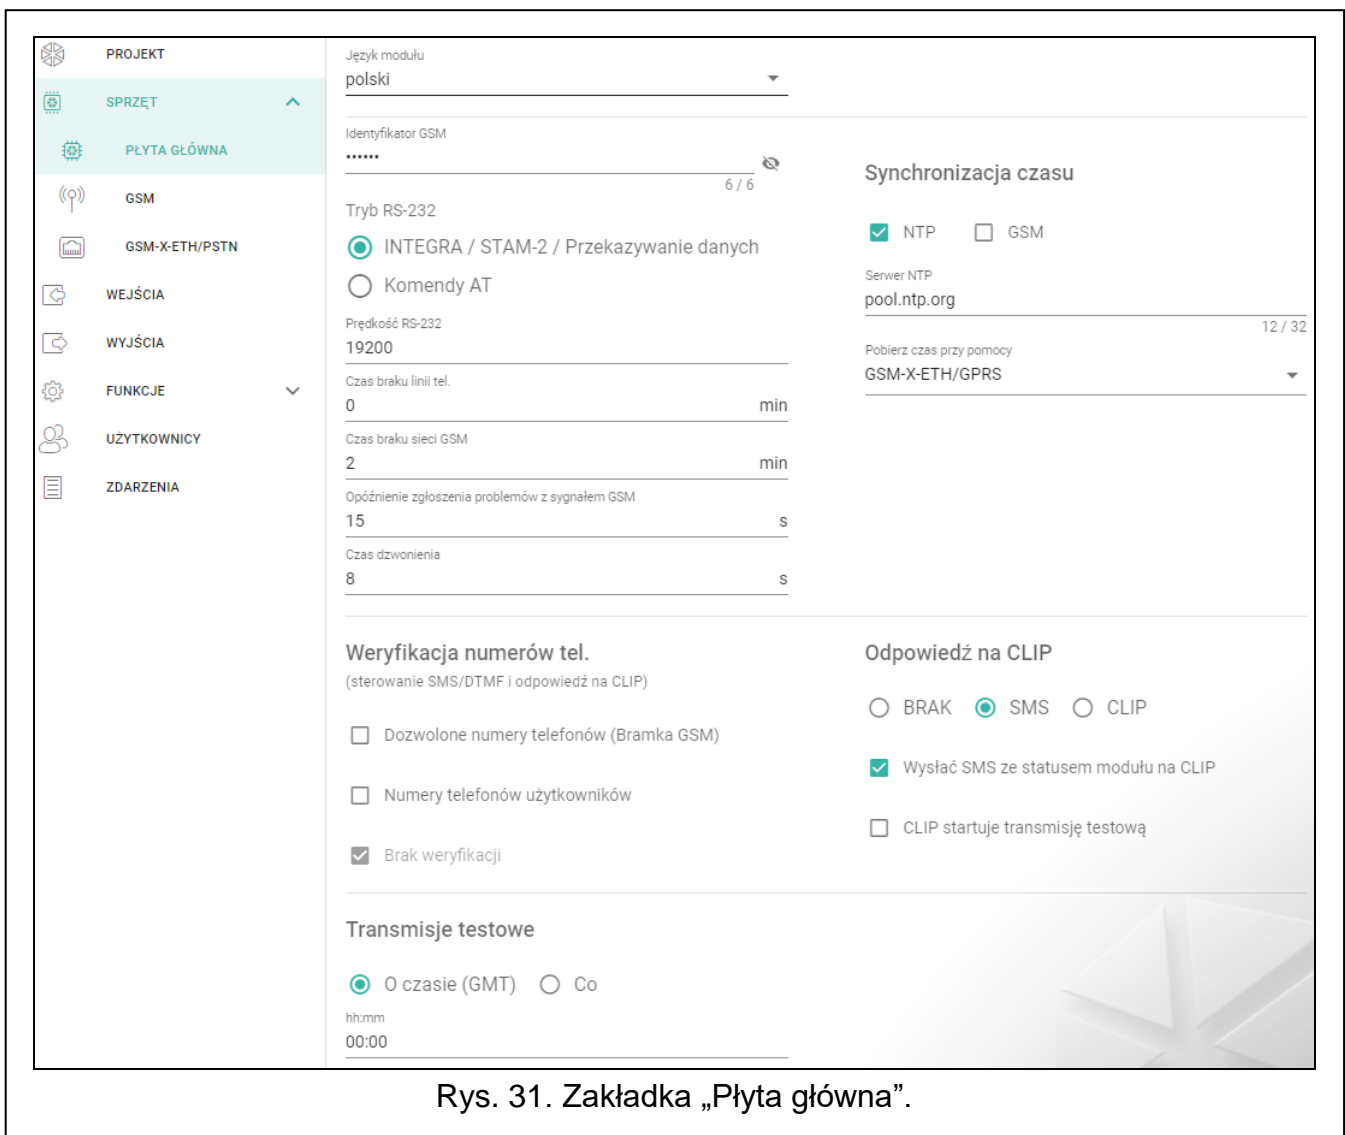 PROJEKT
SPRZĘT
PŁYTA GŁÓWNA
GSM
GSM-X-ETH/PSTN
WEJŚCIA
WYJŚCIA
FUNKCJE
UŻYTKOWNICY
ZDARZENIA
Język modułu
polski
Identyfikator GSM
••••••
6 / 6
Tryb RS-232
INTEGRA / STAM-2 / Przekazywanie danych
Komendy AT
Prędkość RS-232
19200
Czas braku linii tel.
0 min
Czas braku sieci GSM
2 min
Opóźnienie zgłoszenia problemów z sygnałem GSM
15 s
Czas dzwonienia
8 s
Synchronizacja czasu
NTP GSM
Serwer NTP
pool.ntp.org
12 / 32
Pobierz czas przy pomocy
GSM-X-ETH/GPRS
Weryfikacja numerów tel.
(sterowanie SMS/DTMF i odpowiedź na CLIP)
Dozwolone numery telefonów (Bramka GSM)
Numery telefonów użytkowników
Brak weryfikacji
Odpowiedź na CLIP
BRAK SMS CLIP
Wysłać SMS ze statusem modułu na CLIP
CLIP startuje transmisję testową
Transmisje testowe
O czasie (GMT) Co
hh:mm
00:00
Rys. 31. Zakładka „Płyta główna”.